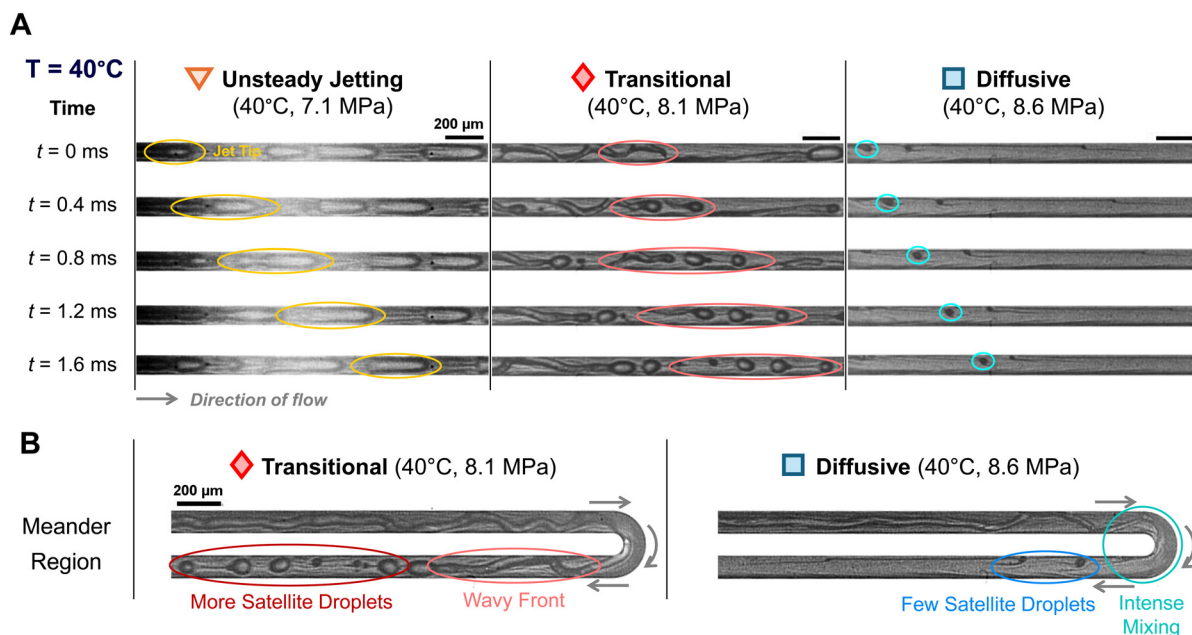 A
T = 40°C
Time
Unsteady Jetting
(40°C, 7.1 MPa)
Transitional
(40°C, 8.1 MPa)
Diffusive
(40°C, 8.6 MPa)
200 µm
t = 0 ms
Jet Tip
t = 0.4 ms
t = 0.8 ms
t = 1.2 ms
t = 1.6 ms
Direction of flow
B
Transitional (40°C, 8.1 MPa)
Diffusive (40°C, 8.6 MPa)
200 µm
Meander
Region
More Satellite Droplets
Wavy Front
Few Satellite Droplets
Intense
Mixing